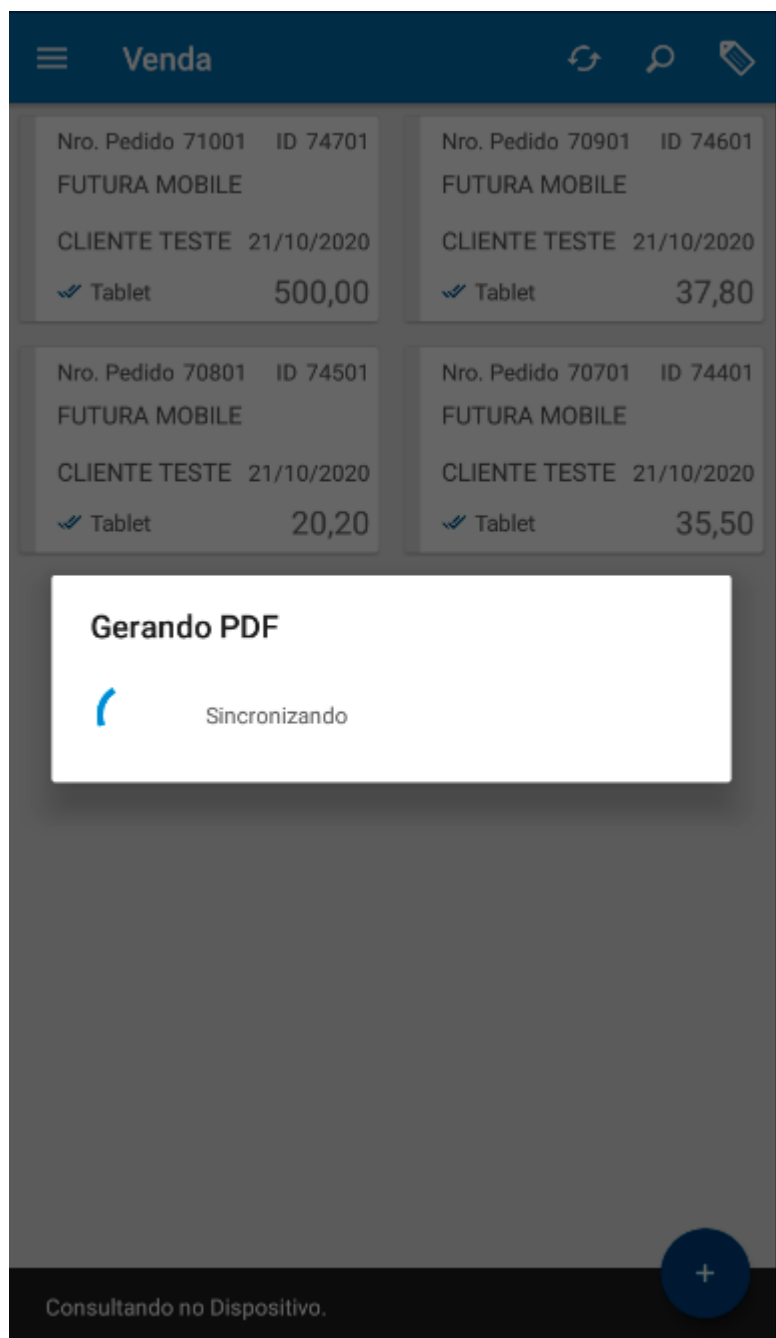 Venda
Nro. Pedido 71001 ID 74701
FUTURA MOBILE
CLIENTE TESTE 21/10/2020
Tablet 500,00
Nro. Pedido 70901 ID 74601
FUTURA MOBILE
CLIENTE TESTE 21/10/2020
Tablet 37,80
Nro. Pedido 70801 ID 74501
FUTURA MOBILE
CLIENTE TESTE 21/10/2020
Tablet 20,20
Nro. Pedido 70701 ID 74401
FUTURA MOBILE
CLIENTE TESTE 21/10/2020
Tablet 35,50
Gerando PDF
Sincronizando
+
Consultando no Dispositivo.